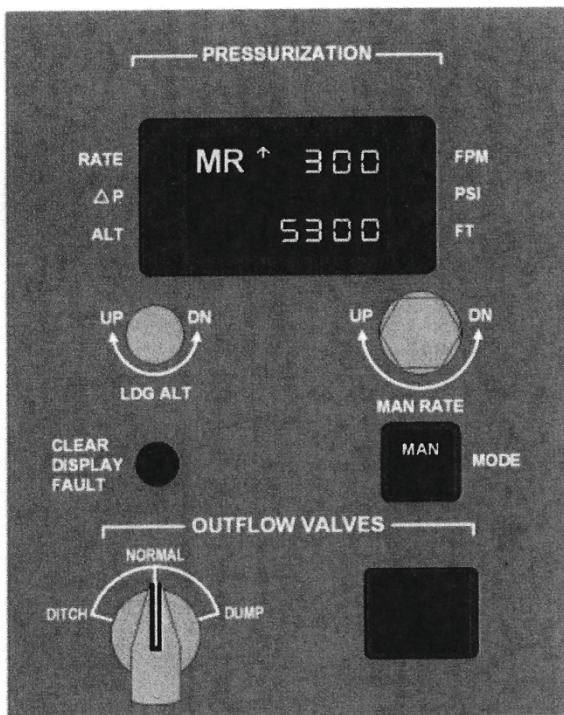 PRESSURIZATION
RATE MR ↑ 300 FPM
△ P PSI
ALT 5300 FT
UP DN UP DN
LDG ALT MAN RATE
CLEAR
DISPLAY
FAULT
MAN MODE
OUTFLOW VALVES
NORMAL
DITCH DUMP